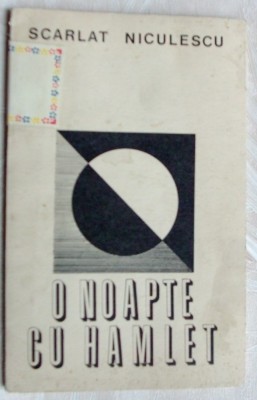 SCARLAT NICULESCU
O NOAPTE
CU HAMLET